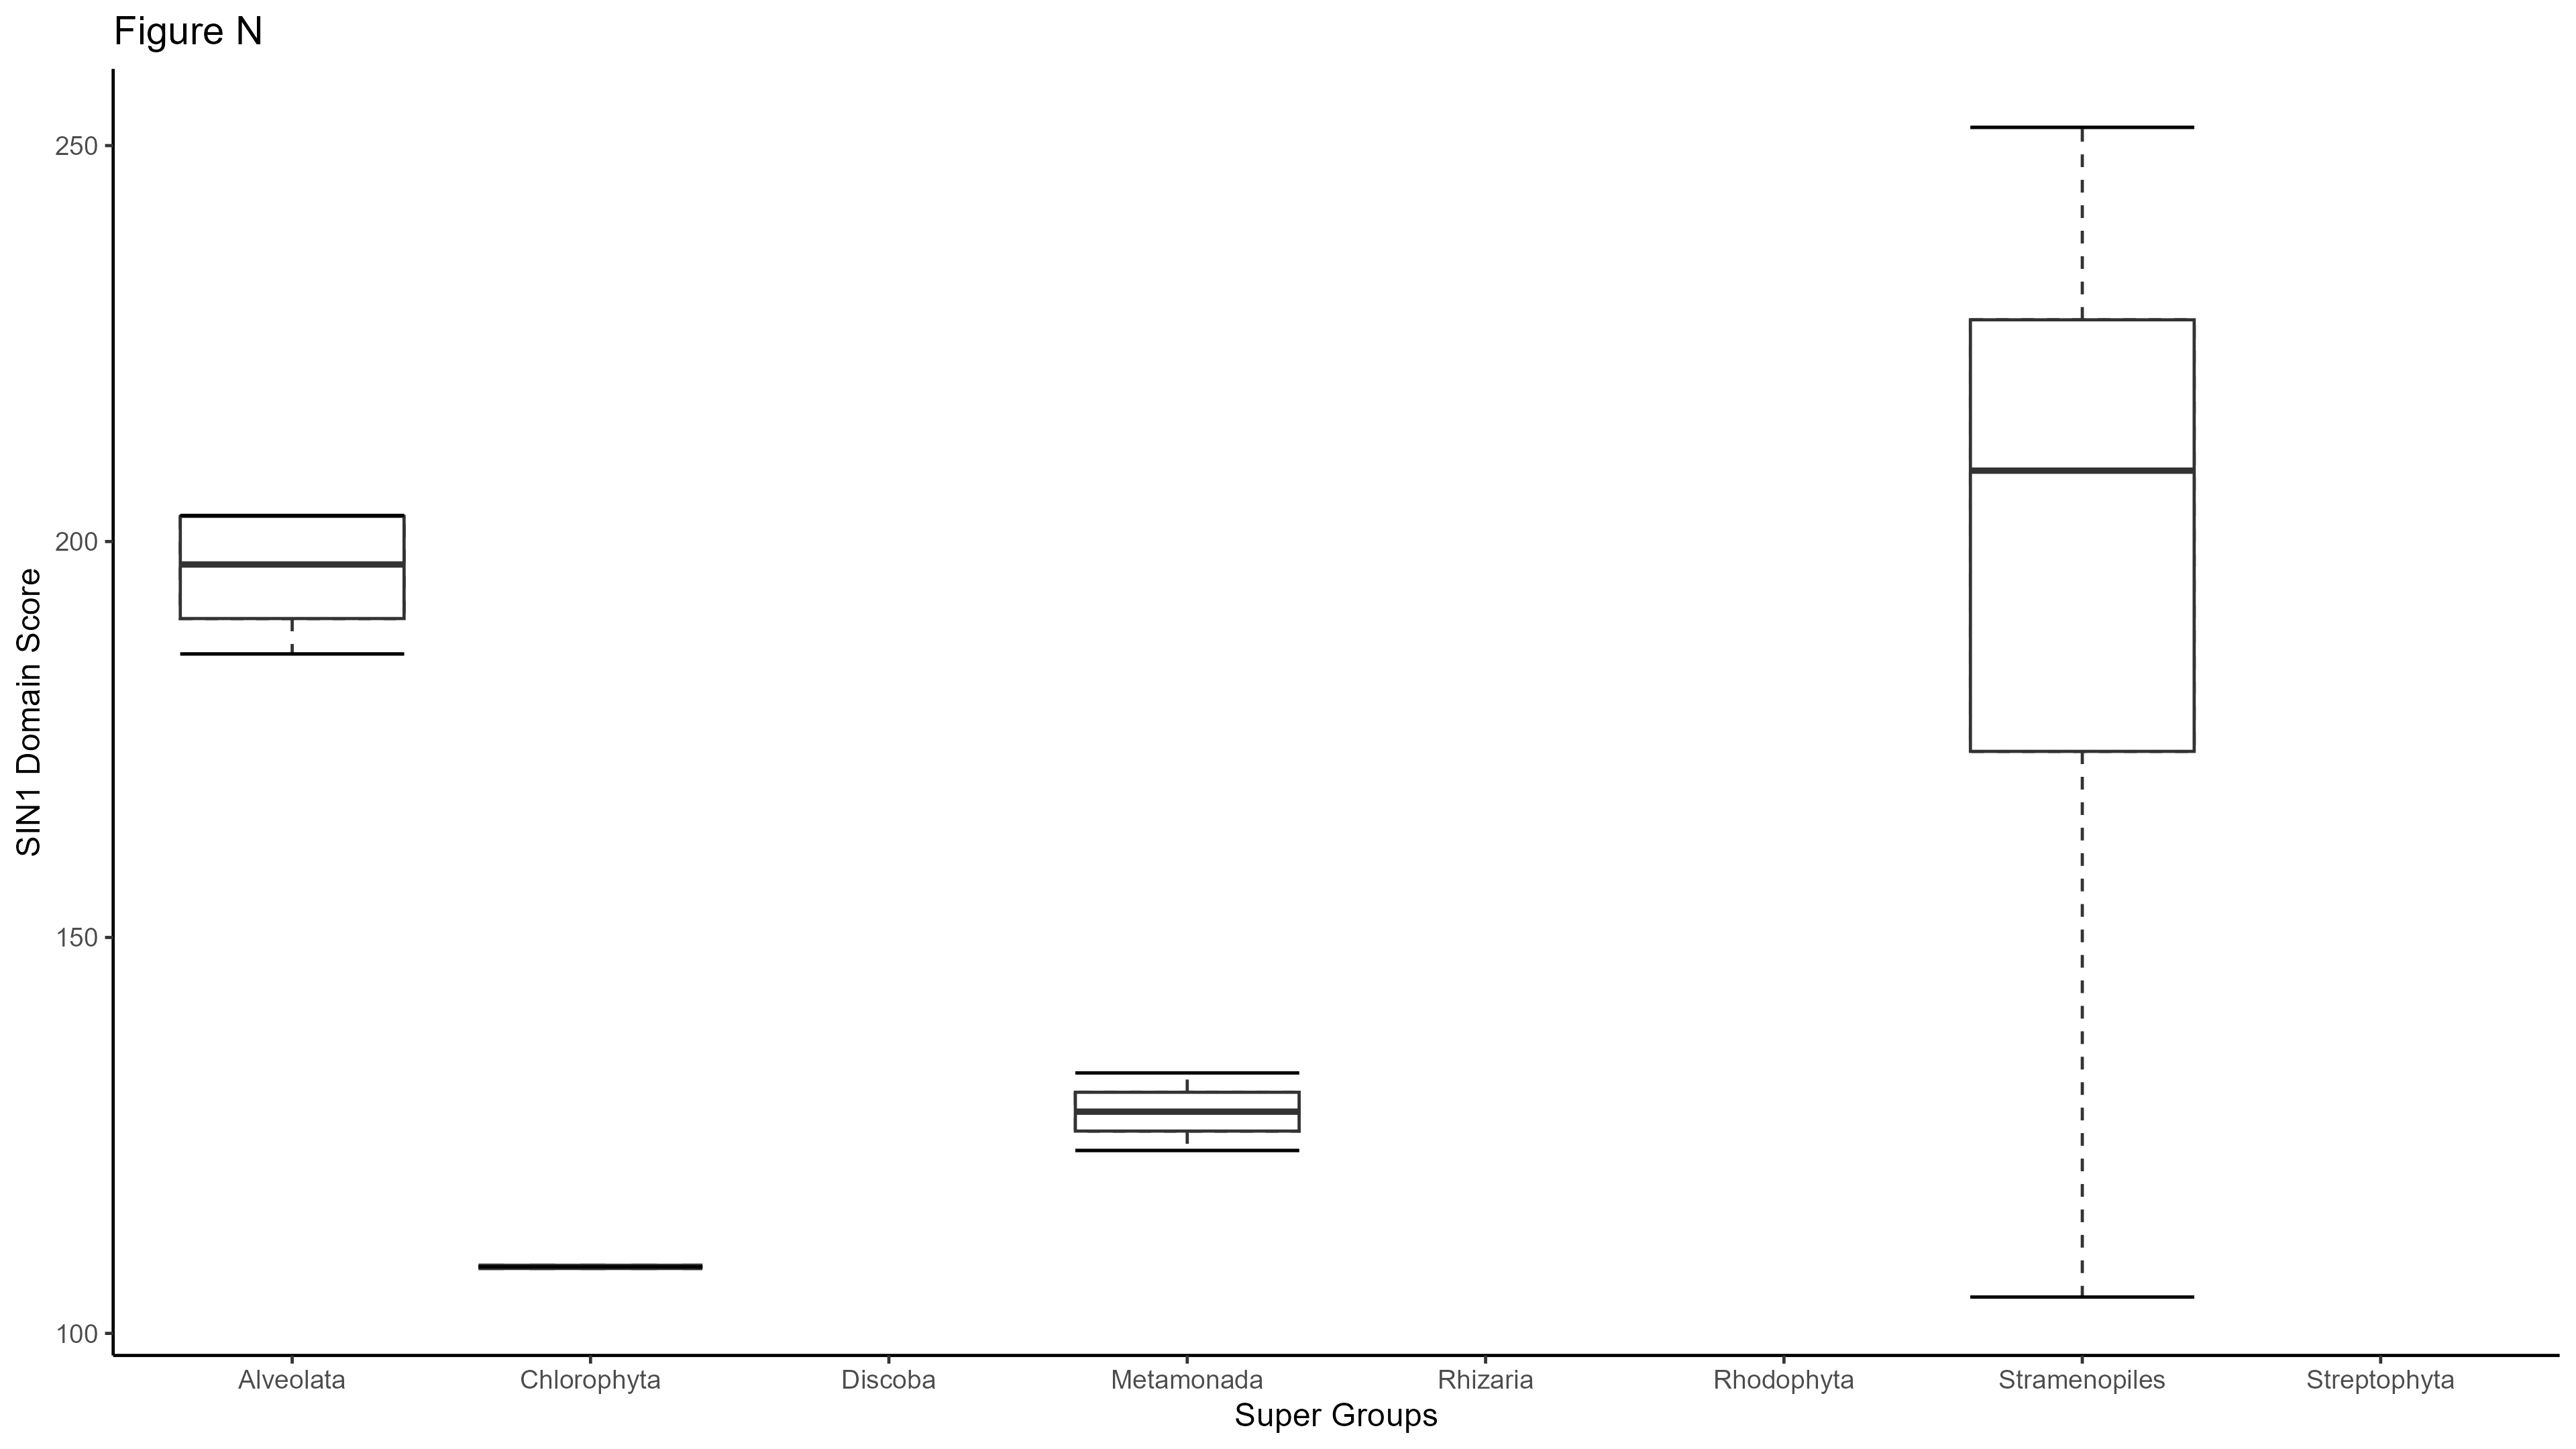 Figure N
250
200
150
100
SIN1 Domain Score
Alveolata Chlorophyta Discoba Metamonada Rhizaria Rhodophyta Stramenopiles Streptophyta
Super Groups